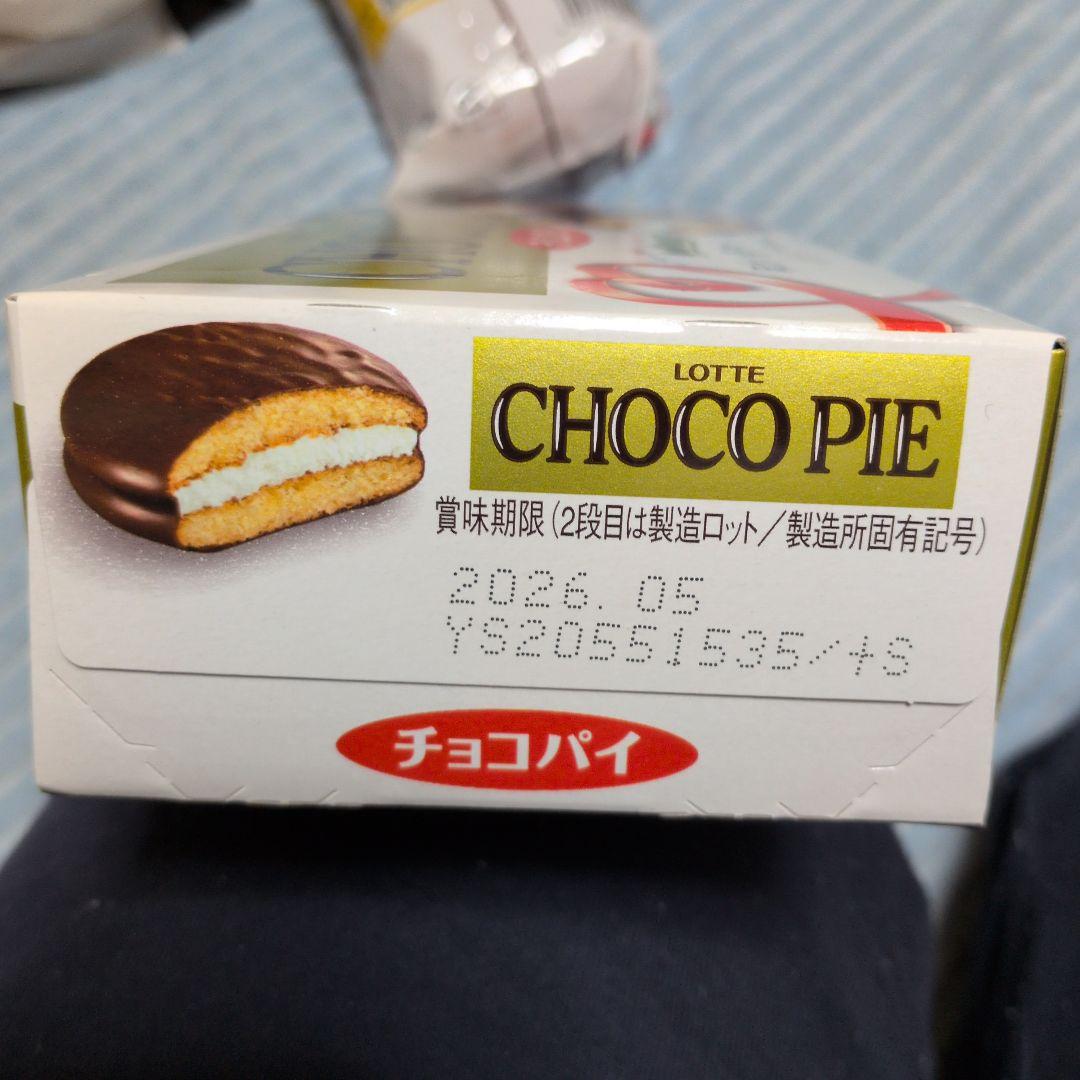 LOTTE
CHOCO PIE
賞味期限(2段目は製造ロット/製造所固有記号)
2026. 05
YS20551535/+S
チョコパイ